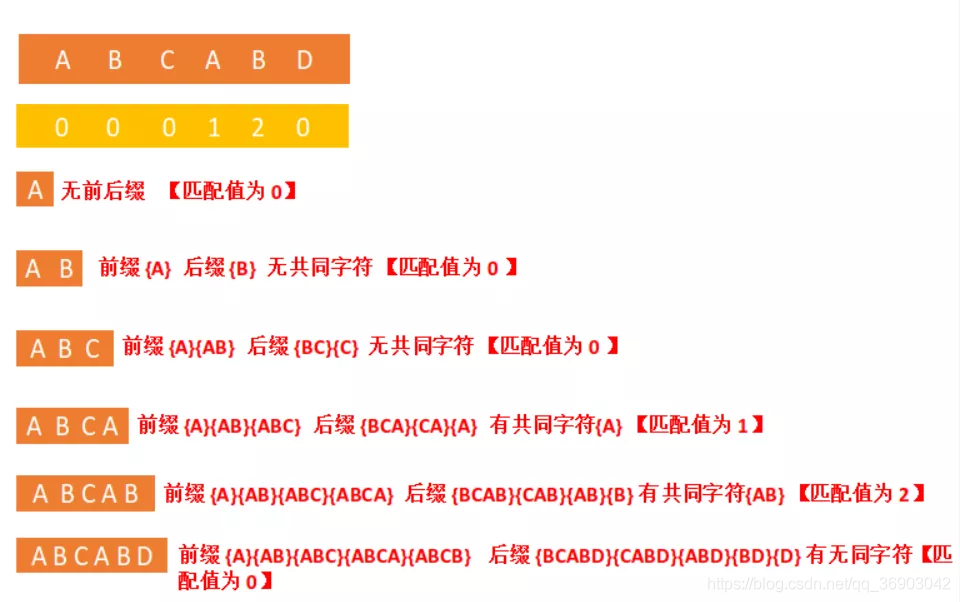 A B C A B D
0 0 0 1 2 0
A 无前后缀 【匹配值为 0】
A B 前缀 {A} 后缀 {B} 无共同字符 【匹配值为 0 】
A B C 前缀 {A}{AB} 后缀 {BC}{C} 无共同字符 【匹配值为 0 】
A B C A 前缀 {A}{AB}{ABC} 后缀 {BCA}{CA}{A} 有共同字符{A} 【匹配值为 1】
A B C A B 前缀 {A}{AB}{ABC}{ABCA} 后缀 {BCAB}{CAB}{AB}{B} 有共同字符{AB} 【匹配值为 2】
A B C A B D 前缀 {A}{AB}{ABC}{ABCA}{ABCB} 后缀 {BCABD}{CABD}{ABD}{BD}{D} 有无同字符【匹
配值为 0】
https://blog.csdn.net/qq_36903042